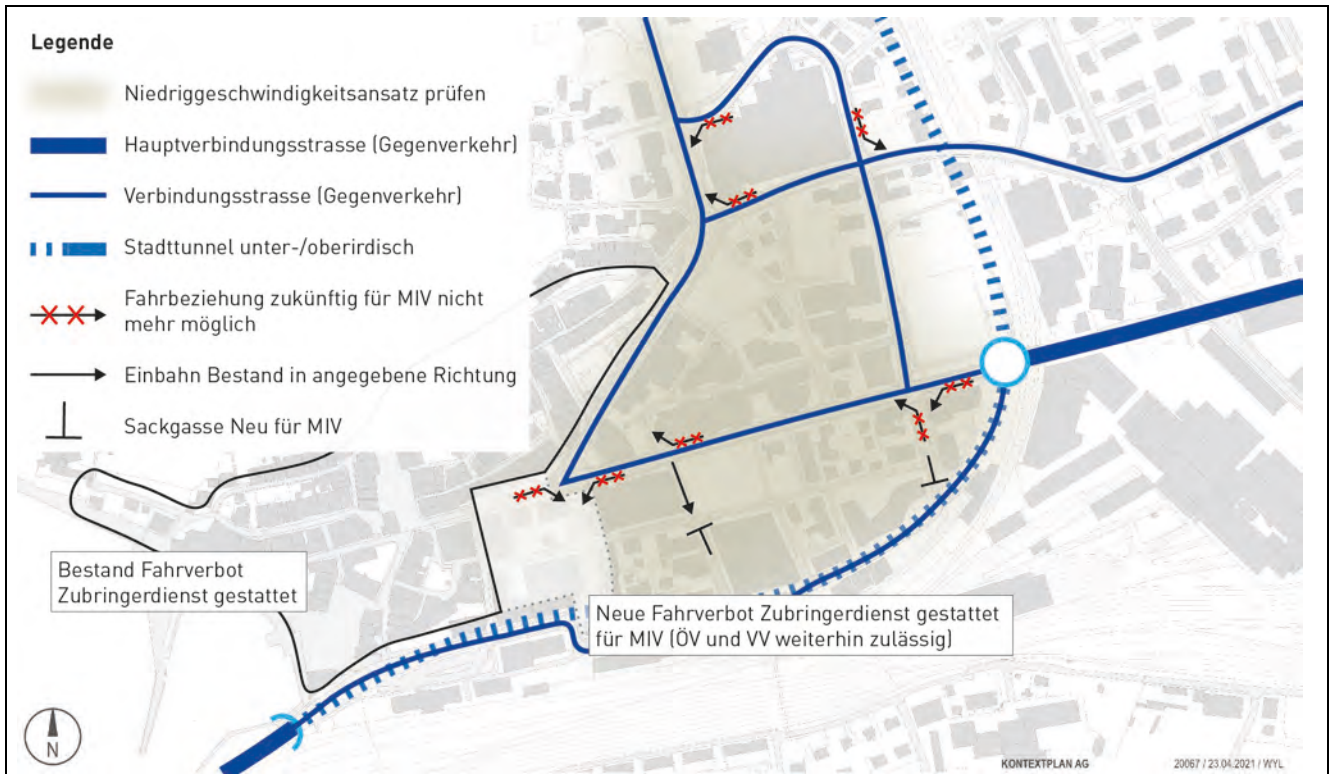 Legende
Niedriggeschwindigkeitsansatz prüfen
Hauptverbindungsstrasse (Gegenverkehr)
Verbindungsstrasse (Gegenverkehr)
Stadttunnel unter-/oberirdisch
Fahrbeziehung zukünftig für MIV nicht
mehr möglich
Einbahn Bestand in angegebene Richtung
Sackgasse Neu für MIV
Bestand Fahrverbot
Zubringerdienst gestattet
Neue Fahrverbot Zubringerdienst gestattet
für MIV (ÖV und VV weiterhin zulässig)
N
KONTEXTPLAN AG
20067 / 23.04.2021 / WYL